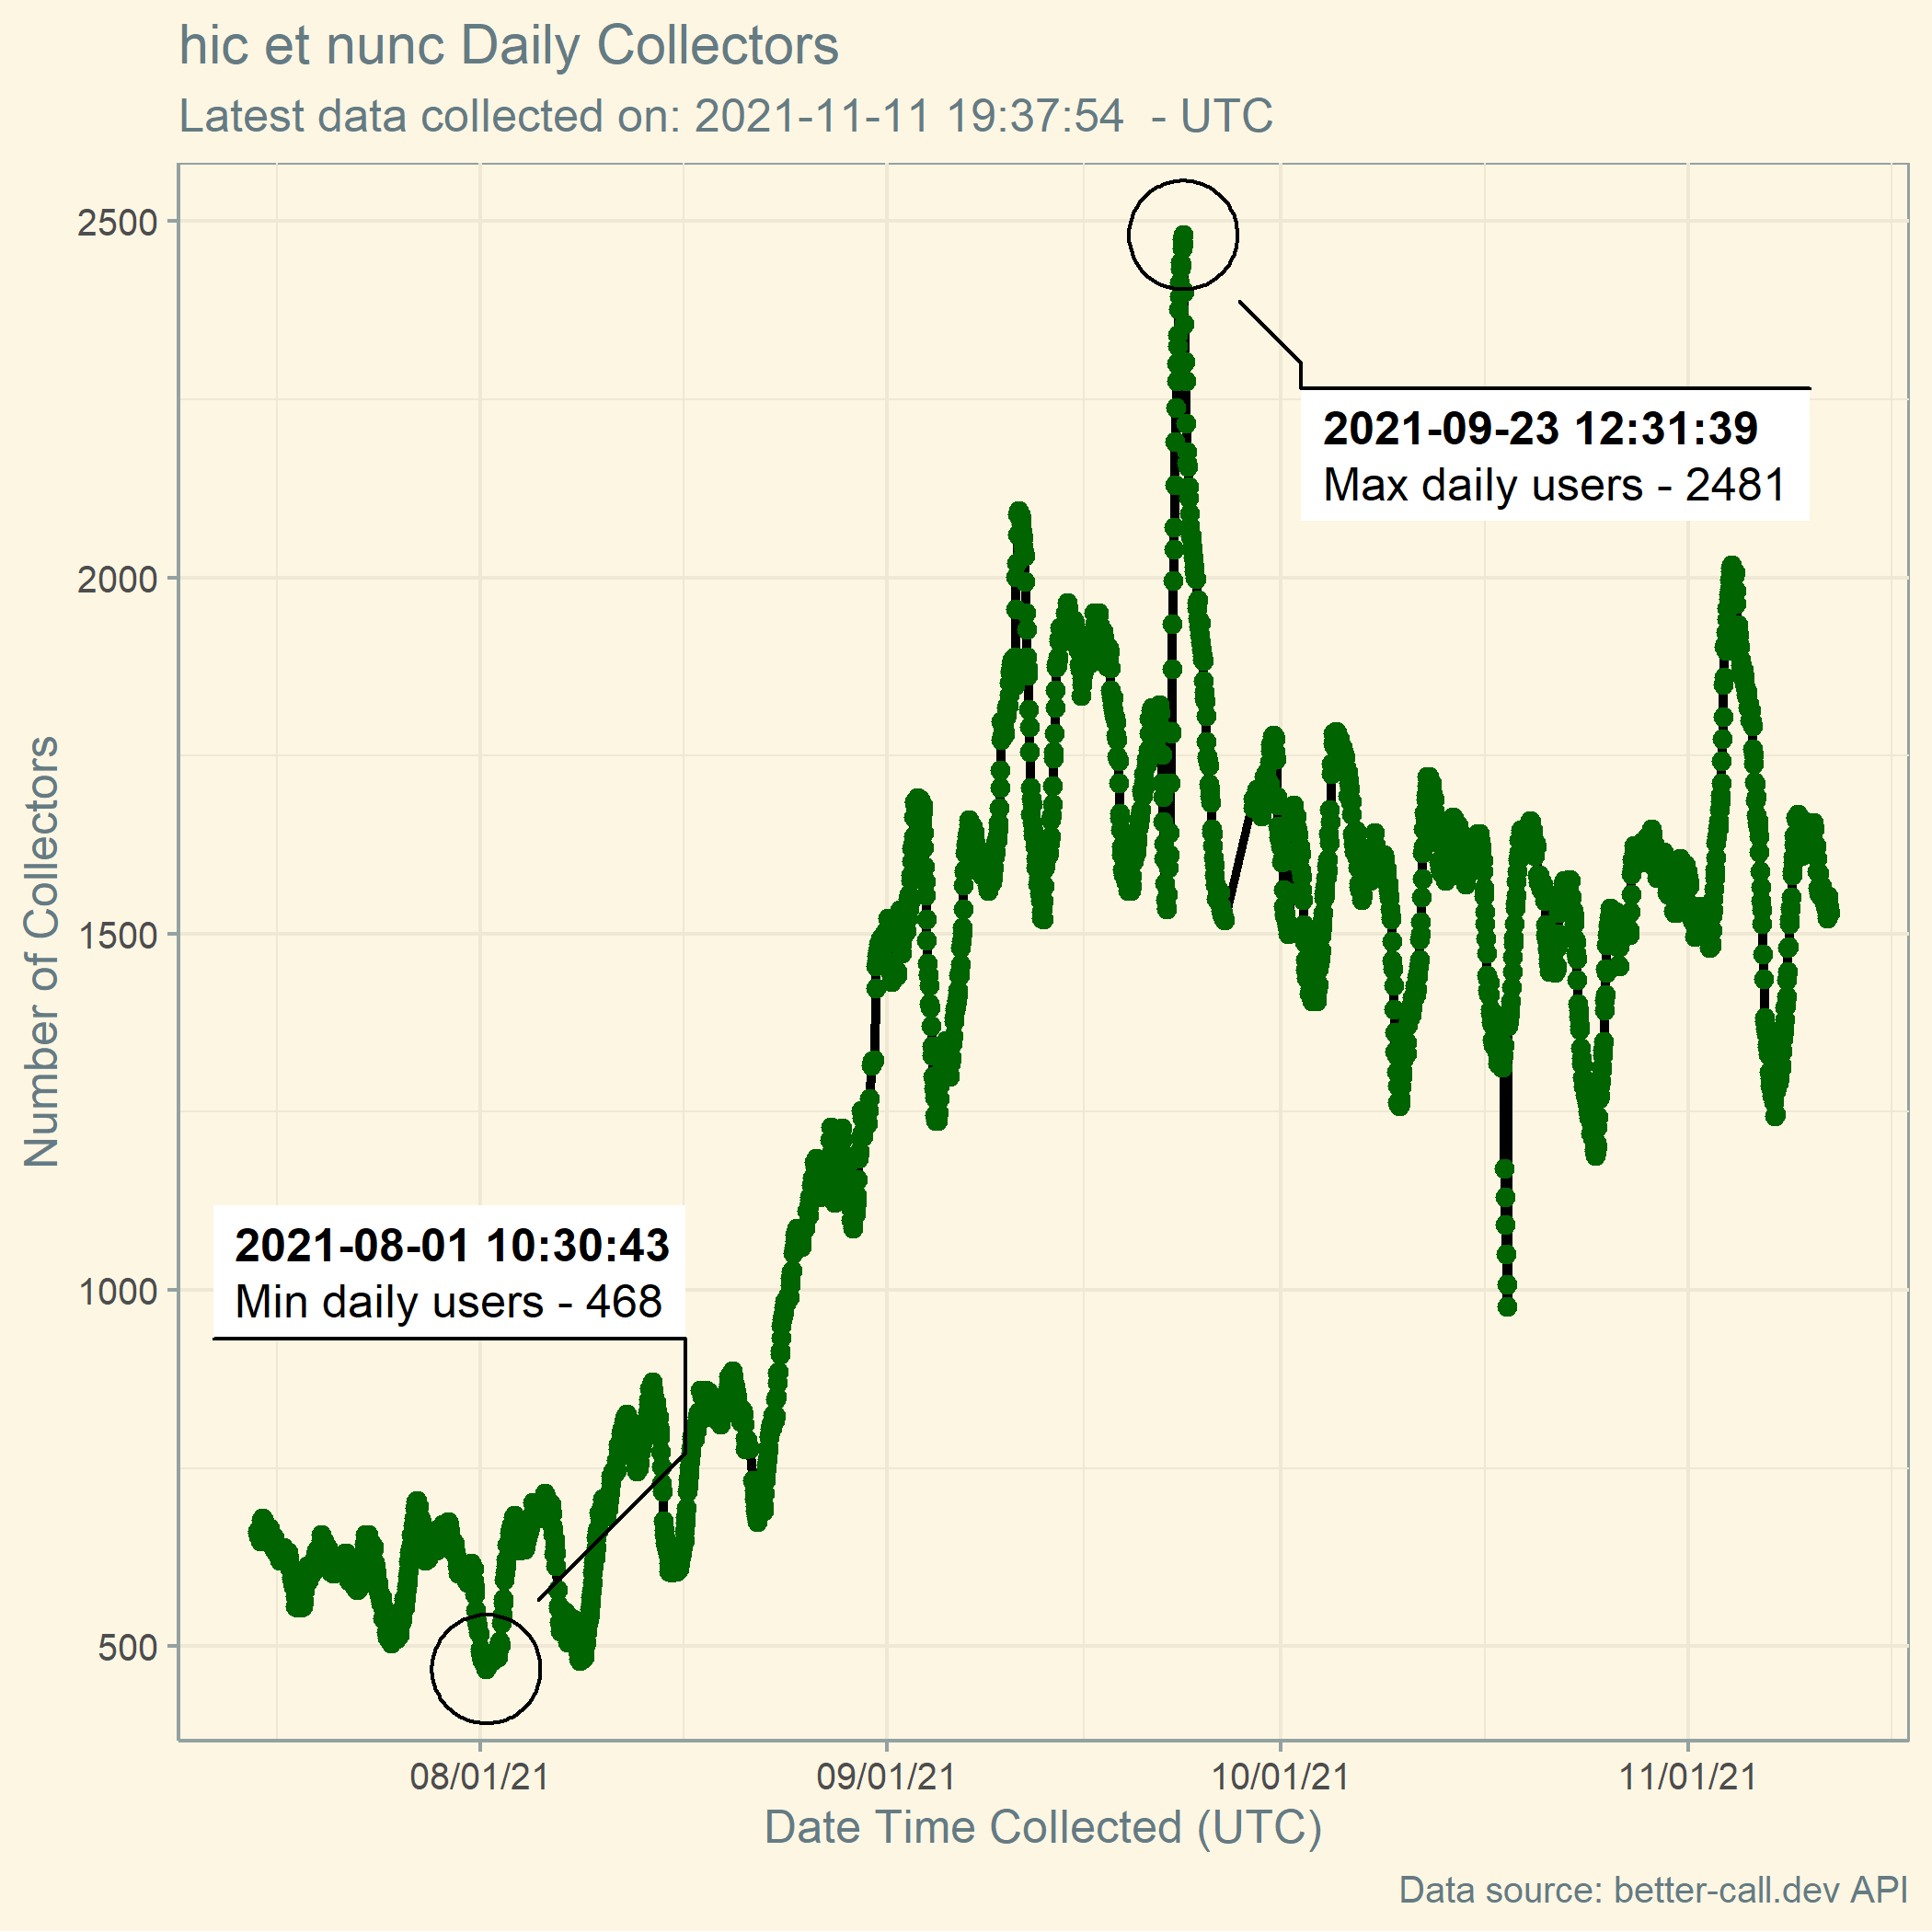 hic et nunc Daily Collectors
Latest data collected on: 2021-11-11 19:37:54  - UTC
2500
2000
1500
1000
500
Number of Collectors
2021-09-23 12:31:39
Max daily users - 2481
2021-08-01 10:30:43
Min daily users - 468
08/01/21
09/01/21
10/01/21
11/01/21
Date Time Collected (UTC)
Data source: better-call.dev API